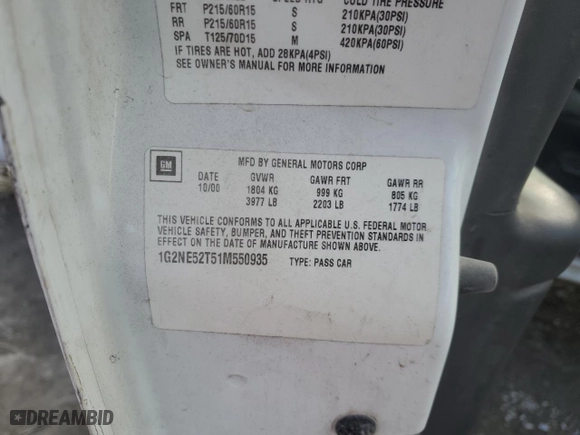 COLD TIRE PRESSURE
FRT P215/60R15 S 210KPA(30PSI)
RR P215/60R15 S 210KPA(30PSI)
SPA T125/70D15 M 420KPA(60PSI)
IF TIRES ARE HOT, ADD 28KPA(4PSI)
SEE OWNER'S MANUAL FOR MORE INFORMATION
GM
MFD BY GENERAL MOTORS CORP
DATE GVWR GAWR FRT GAWR RR
10/00 1804 KG 999 KG 805 KG
3977 LB 2203 LB 1774 LB
THIS VEHICLE CONFORMS TO ALL APPLICABLE U.S. FEDERAL MOTOR
VEHICLE SAFETY, BUMPER, AND THEFT PREVENTION STANDARDS IN
EFFECT ON THE DATE OF MANUFACTURE SHOWN ABOVE.
1G2NE52T51M550935 TYPE: PASS CAR
DREAMBID